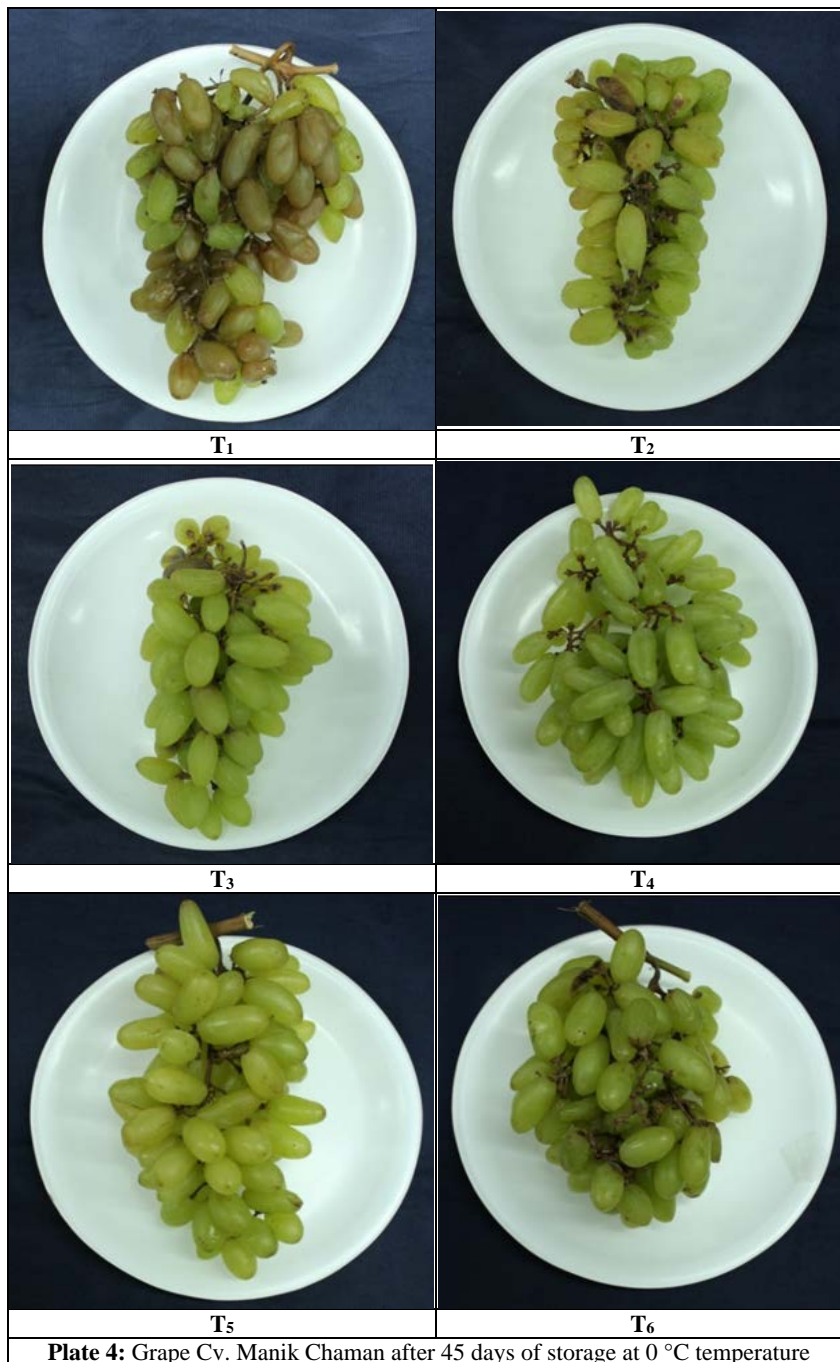 T₁ T₂
T₃ T₄
T₅ T₆
Plate 4: Grape Cv. Manik Chaman after 45 days of storage at 0 °C temperature